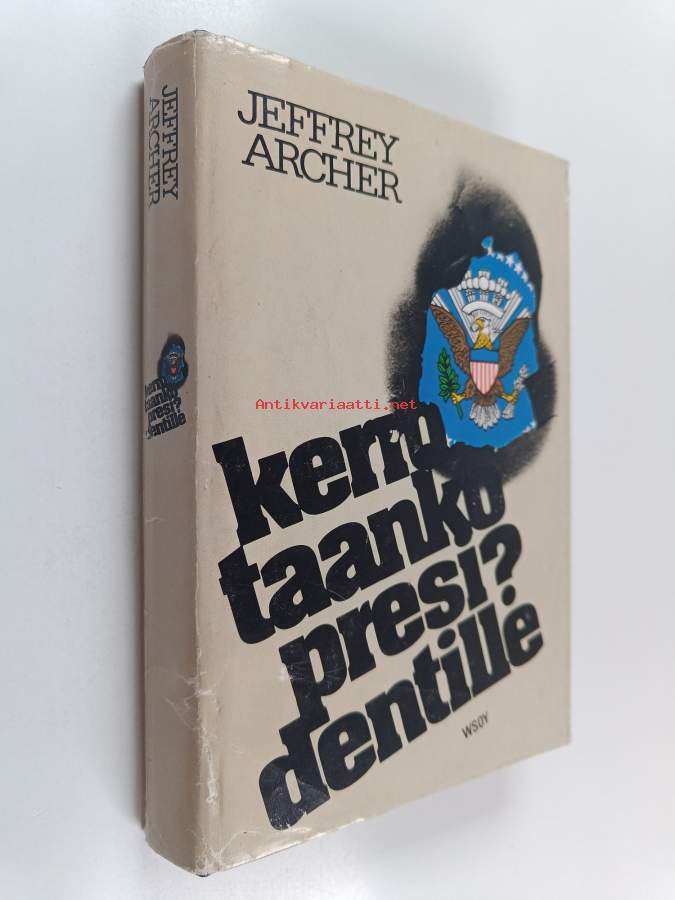 JEFFREY
ARCHER
kerro
taanko
presi?
dentille
WSOY
JEFFREY
ARCHER
kerro
taanko
presi?
dentille
Antikvariaatti.net